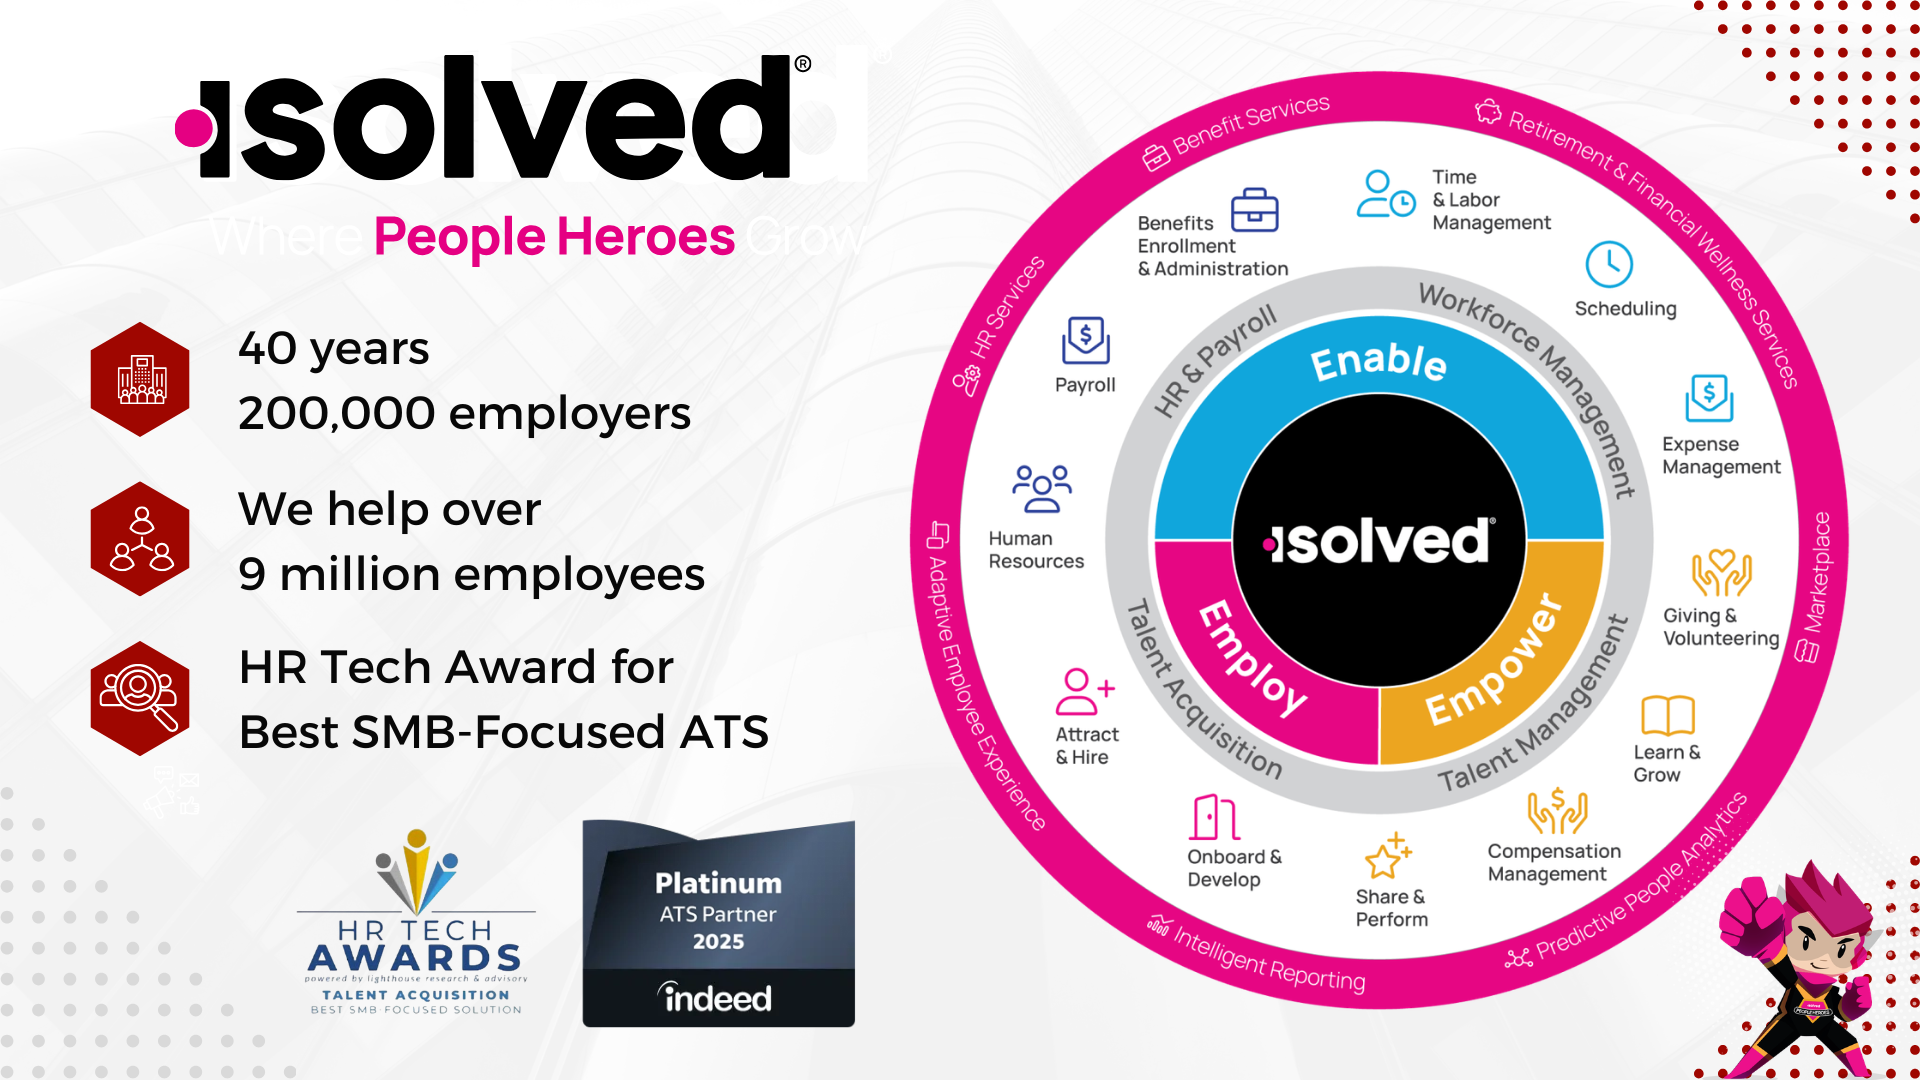 isolved®
Where People Heroes Grow
40 years
200,000 employers
We help over
9 million employees
HR Tech Award for
Best SMB-Focused ATS
HR TECH
AWARDS
powered by lighthouse research & advisory
TALENT ACQUISITION
BEST SMB-FOCUSED SOLUTION
Platinum
ATS Partner
2025
indeed
Benefit Services
Retirement & Financial Wellness Services
Marketplace
Predictive People Analytics
Intelligent Reporting
Adaptive Employee Experience
HR Services
Benefits
Enrollment
& Administration
Time
& Labor
Management
Scheduling
Expense
Management
Giving &
Volunteering
Learn &
Grow
Compensation
Management
Share &
Perform
Onboard &
Develop
Attract
& Hire
Human
Resources
Payroll
HR & Payroll
Workforce Management
Talent Management
Talent Acquisition
Enable
Empower
Employ
isolved®
PEOPLE HEROES